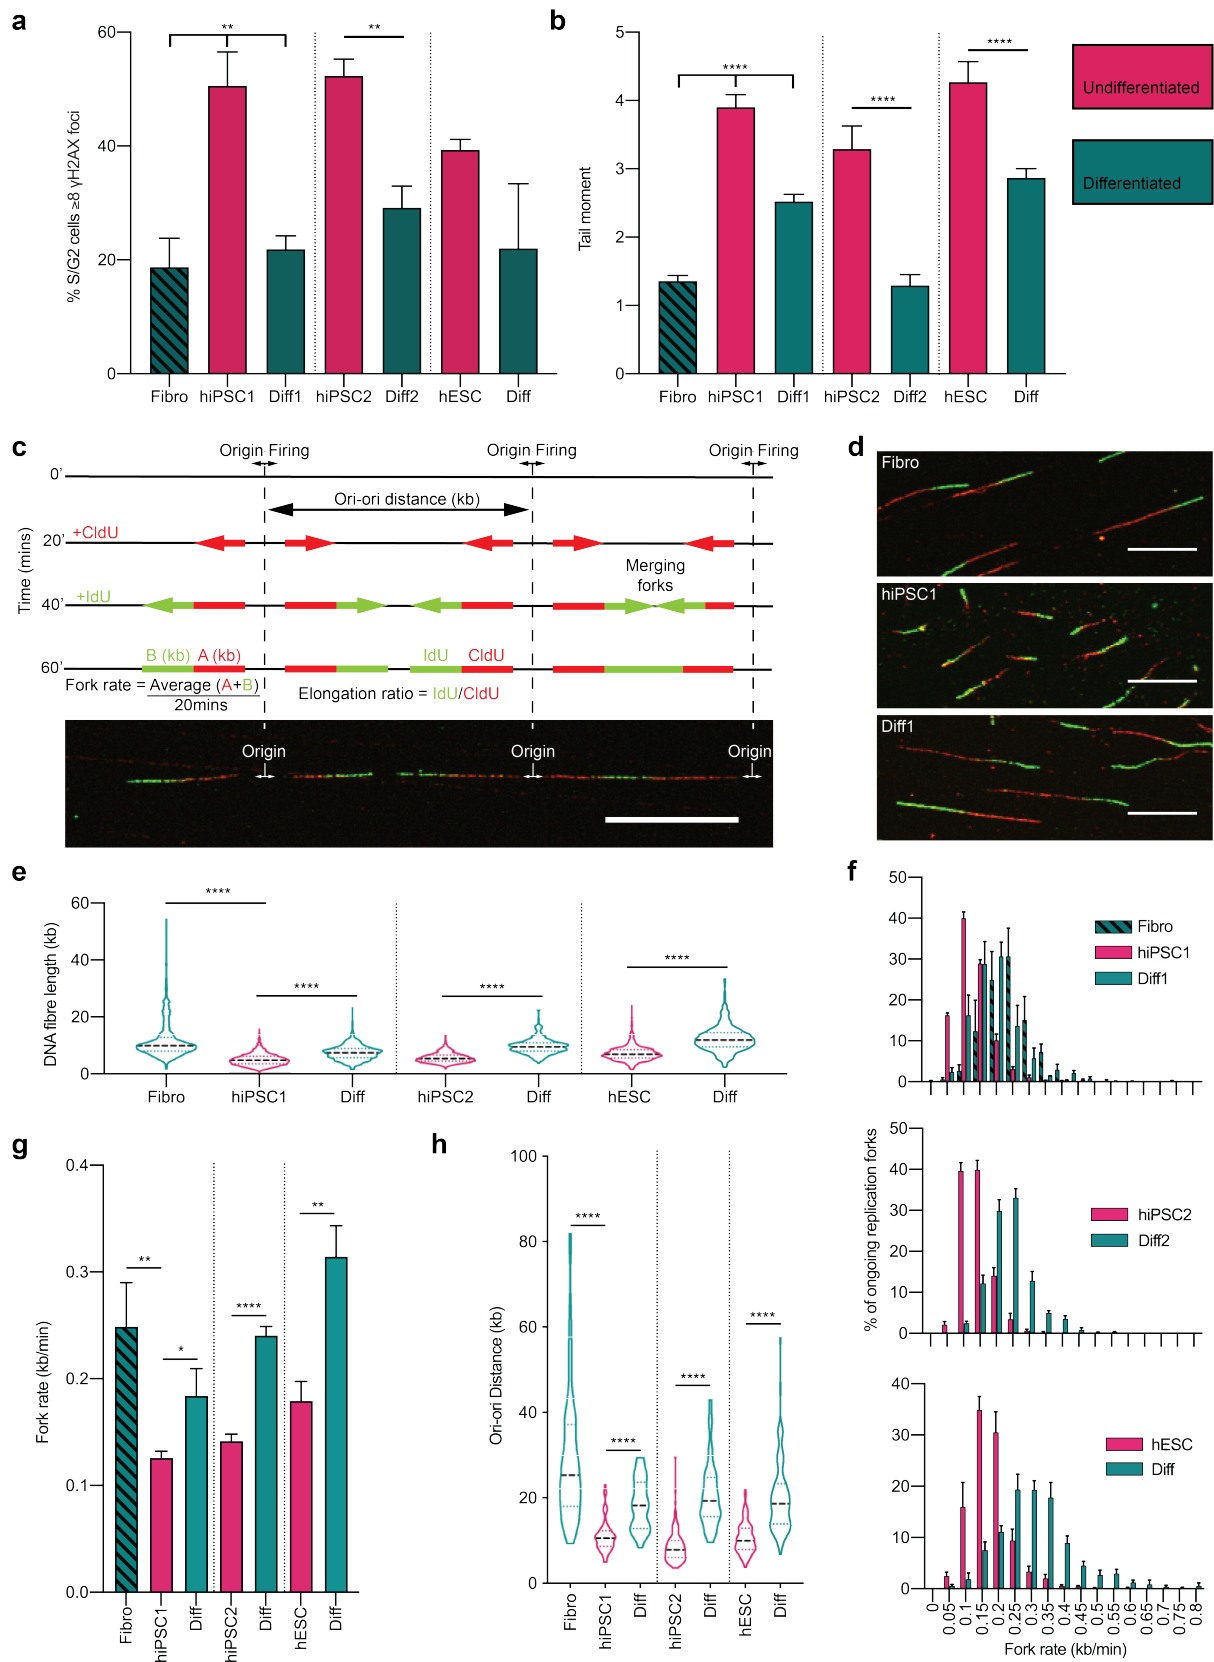 a
% S/G2 cells ≥8 γH2AX foci
60
40
20
0
**
**
Fibro hiPSC1 Diff1 hiPSC2 Diff2 hESC Diff
b
Tail moment
5
4
3
2
1
0
****
****
****
Fibro hiPSC1 Diff1 hiPSC2 Diff2 hESC Diff
Undifferentiated
Differentiated
c
Time (mins)
Origin Firing Origin Firing Origin Firing
0'
Ori-ori distance (kb)
+CldU
20'
Merging
forks
+IdU
40'
B (kb) A (kb) IdU CldU
60'
Fork rate = Average (A+B)
20mins
Elongation ratio = IdU/CldU
Origin Origin Origin
d
Fibro
hiPSC1
Diff1
e
DNA fibre length (kb)
60
40
20
0
****
****
****
****
Fibro hiPSC1 Diff hiPSC2 Diff hESC Diff
f
% of ongoing replication forks
50
40
30
20
10
0
Fibro
hiPSC1
Diff1
50
40
30
20
10
0
hiPSC2
Diff2
40
30
20
10
0
hESC
Diff
0 0.05 0.1 0.15 0.2 0.25 0.3 0.35 0.4 0.45 0.5 0.55 0.6 0.65 0.7 0.75 0.8
Fork rate (kb/min)
g
Fork rate (kb/min)
0.4
0.3
0.2
0.1
0.0
**
*
****
**
Fibro hiPSC1 Diff hiPSC2 Diff hESC Diff
h
Ori-ori Distance (kb)
100
80
60
40
20
0
****
****
****
****
Fibro hiPSC1 Diff hiPSC2 Diff hESC Diff